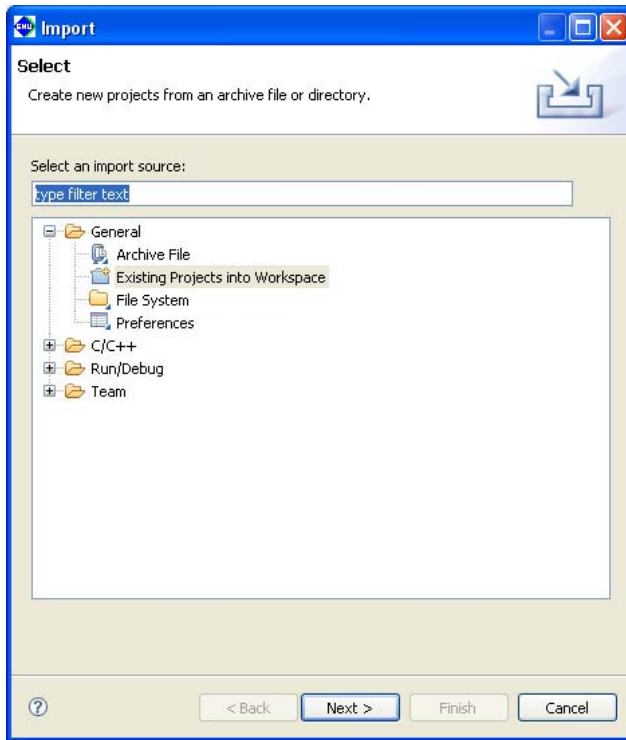 GNU Import
Select
Create new projects from an archive file or directory.
Select an import source:
type filter text
General
Archive File
Existing Projects into Workspace
File System
Preferences
C/C++
Run/Debug
Team
? < Back Next > Finish Cancel